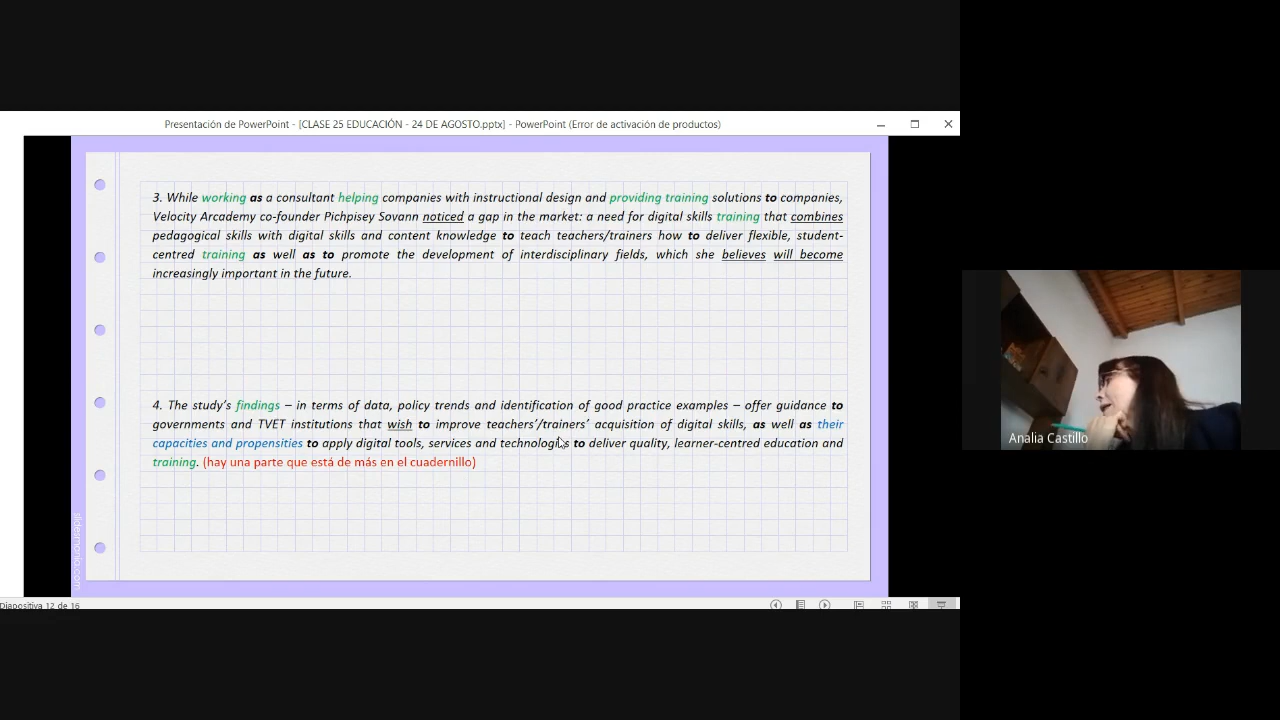 Presentación de PowerPoint - [CLASE 25 EDUCACIÓN - 24 DE AGOSTO.pptx] - PowerPoint (Error de activación de productos)
3. While working as a consultant helping companies with instructional design and providing training solutions to companies,
Velocity Arcademy co-founder Pichpisey Sovann noticed a gap in the market: a need for digital skills training that combines
pedagogical skills with digital skills and content knowledge to teach teachers/trainers how to deliver flexible, student-
centred training as well as to promote the development of interdisciplinary fields, which she believes will become
increasingly important in the future.
4. The study's findings – in terms of data, policy trends and identification of good practice examples – offer guidance to
governments and TVET institutions that wish to improve teachers'/trainers' acquisition of digital skills, as well as their
capacities and propensities to apply digital tools, services and technologies to deliver quality, learner-centred education and
training. (hay una parte que está de más en el cuadernillo)
Analia Castillo
Diapositiva 12 de 16